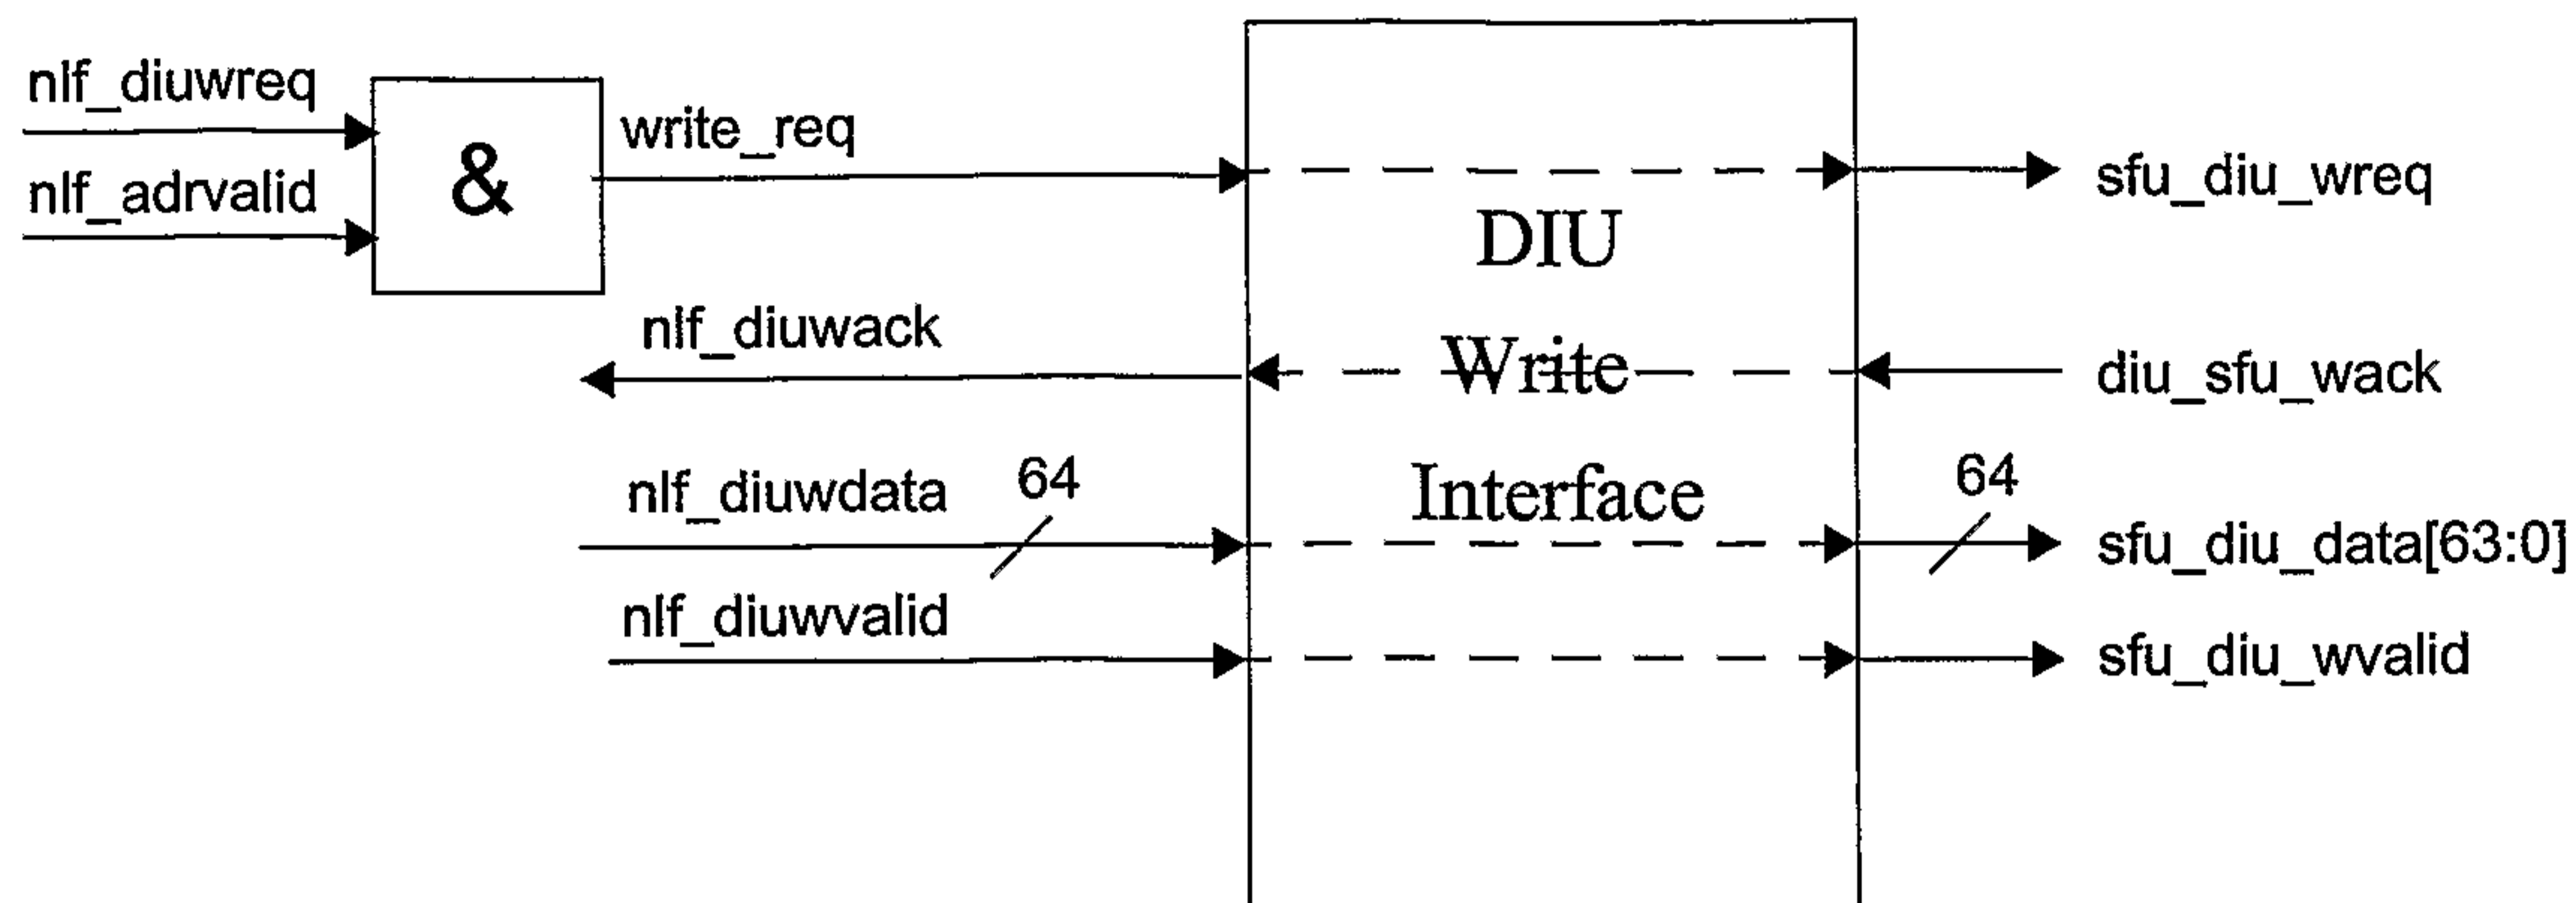 nlf_diuwreq
nlf_adrvalid
&
write_req
sfu_diu_wreq
DIU
nlf_diuwack
Write
diu_sfu_wack
nlf_diuwdata
64
Interface
64
sfu_diu_data[63:0]
nlf_diuwvalid
sfu_diu_wvalid